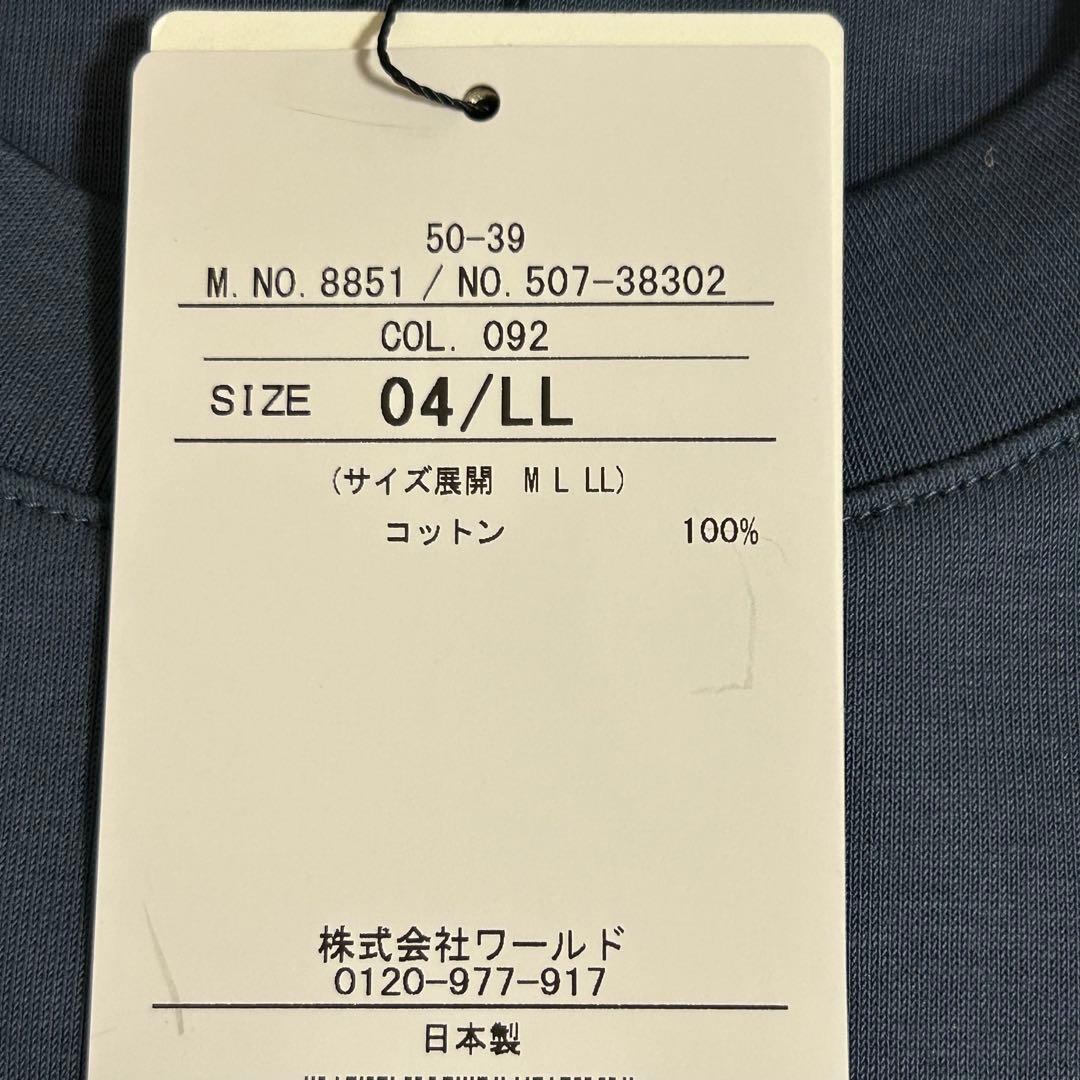 50-39
M.NO.8851 / NO.507-38302
COL. 092
SIZE 04/LL
(サイズ展開 M L LL)
コットン 100%
株式会社ワールド
0120-977-917
日本製